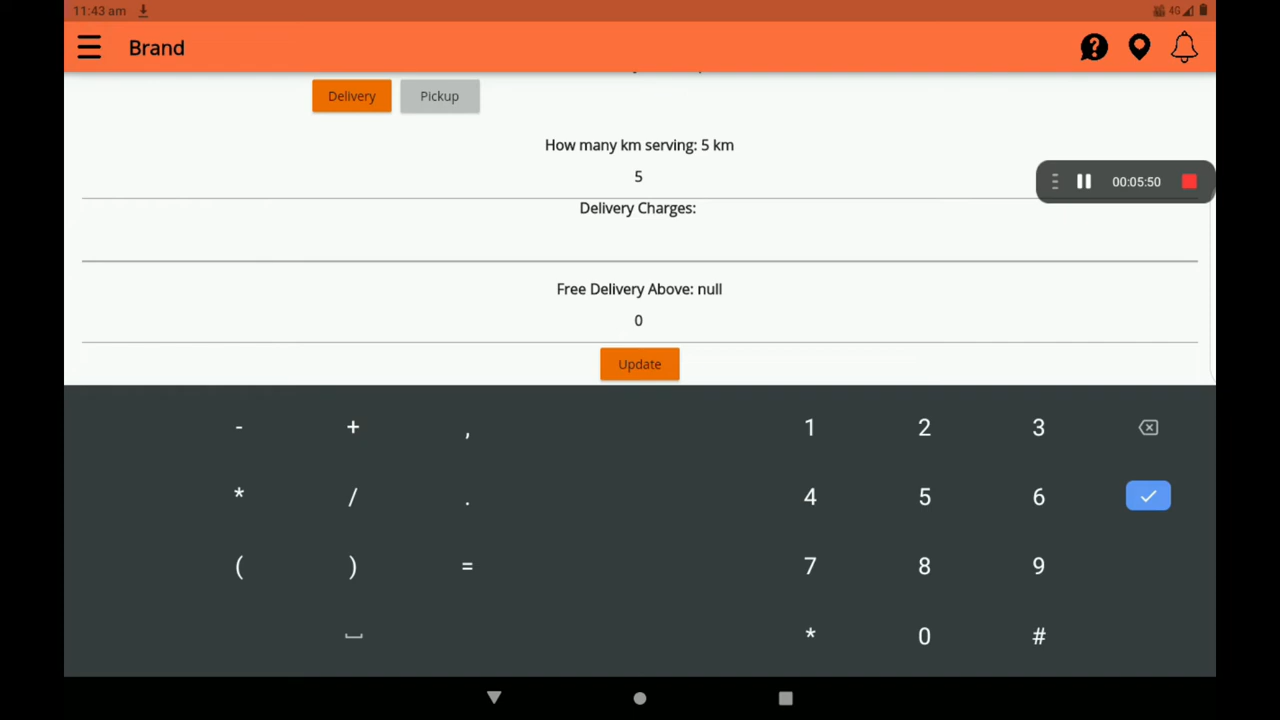 11:43 am
4G
Brand
Delivery
Pickup
How many km serving: 5 km
5
00:05:50
Delivery Charges:
Free Delivery Above: null
0
Update
- + , 1 2 3
* / . 4 5 6
( ) = 7 8 9
* 0 #